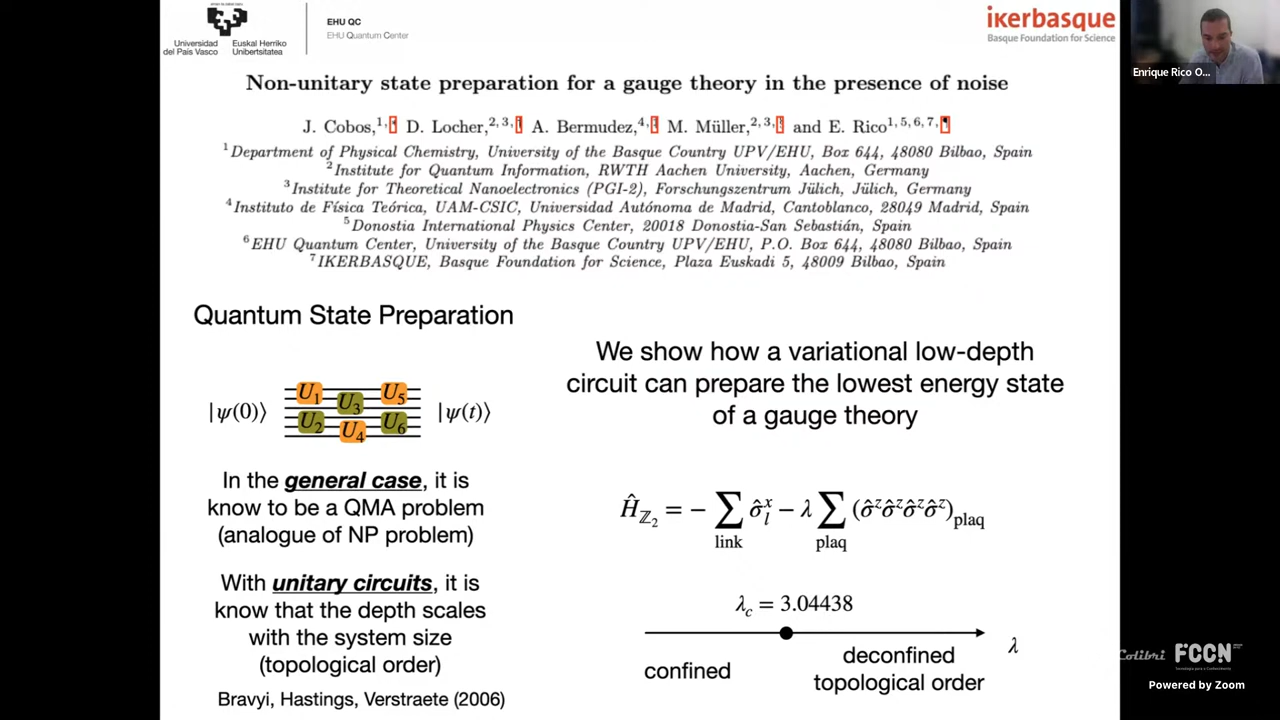 Universidad
del País Vasco
Euskal Herriko
Unibertsitatea
EHU QC
EHU Quantum Center
ikerbasque
Basque Foundation for Science
Enrique Rico O...
Non-unitary state preparation for a gauge theory in the presence of noise
J. Cobos,¹, * D. Locher,²,³, † A. Bermudez,⁴, ‡ M. Müller,²,³, § and E. Rico¹,⁵,⁶,⁷, ¶
¹Department of Physical Chemistry, University of the Basque Country UPV/EHU, Box 644, 48080 Bilbao, Spain
²Institute for Quantum Information, RWTH Aachen University, Aachen, Germany
³Institute for Theoretical Nanoelectronics (PGI-2), Forschungszentrum Jülich, Jülich, Germany
⁴Instituto de Física Teórica, UAM-CSIC, Universidad Autónoma de Madrid, Cantoblanco, 28049 Madrid, Spain
⁵Donostia International Physics Center, 20018 Donostia-San Sebastián, Spain
⁶EHU Quantum Center, University of the Basque Country UPV/EHU, P.O. Box 644, 48080 Bilbao, Spain
⁷IKERBASQUE, Basque Foundation for Science, Plaza Euskadi 5, 48009 Bilbao, Spain
Quantum State Preparation
|ψ(0)⟩ U₁ U₂ U₃ U₄ U₅ U₆ |ψ(t)⟩
In the general case, it is
know to be a QMA problem
(analogue of NP problem)
With unitary circuits, it is
know that the depth scales
with the system size
(topological order)
Bravyi, Hastings, Verstraete (2006)
We show how a variational low-depth
circuit can prepare the lowest energy state
of a gauge theory
Ĥ_ℤ₂ = − ∑_link σ̂ˣ_l − λ ∑_plaq (σ̂ᶻσ̂ᶻσ̂ᶻσ̂ᶻ)_plaq
λ_c = 3.04438
λ
confined
deconfined
topological order
Colibri FCCN
Powered by Zoom